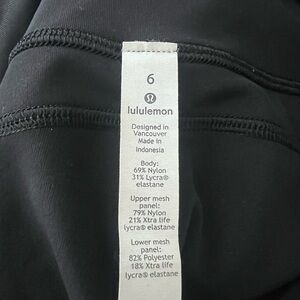 6
lululemon
Designed in
Vancouver
Made in
Indonesia
Body:
69% Nylon
31% Lycra®
elastane
Upper mesh
panel:
79% Nylon
21% Xtra life
lycra® elastane
Lower mesh
panel:
82% Polyester
18% Xtra life
lycra® elastane